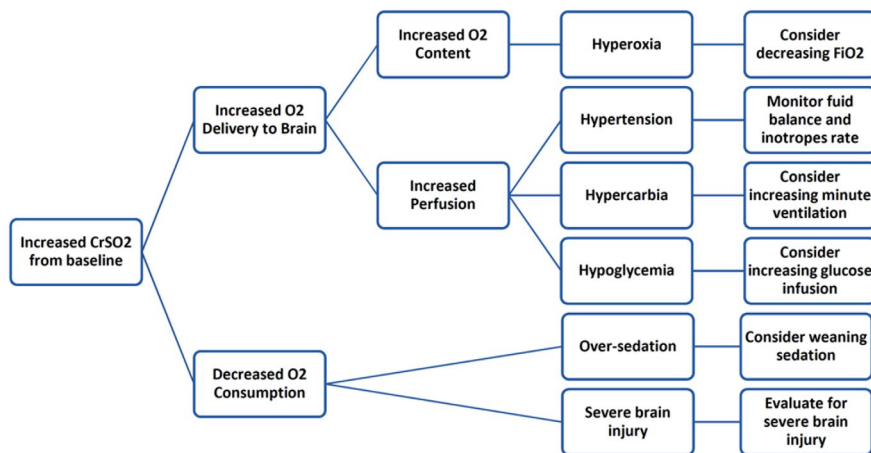 Increased CrSO2
from baseline
Increased O2
Delivery to Brain
Decreased O2
Consumption
Increased O2
Content
Increased
Perfusion
Hyperoxia
Hypertension
Hypercarbia
Hypoglycemia
Over-sedation
Severe brain
injury
Consider
decreasing FiO2
Monitor fuid
balance and
inotropes rate
Consider
increasing minute
ventilation
Consider
increasing glucose
infusion
Consider weaning
sedation
Evaluate for
severe brain
injury